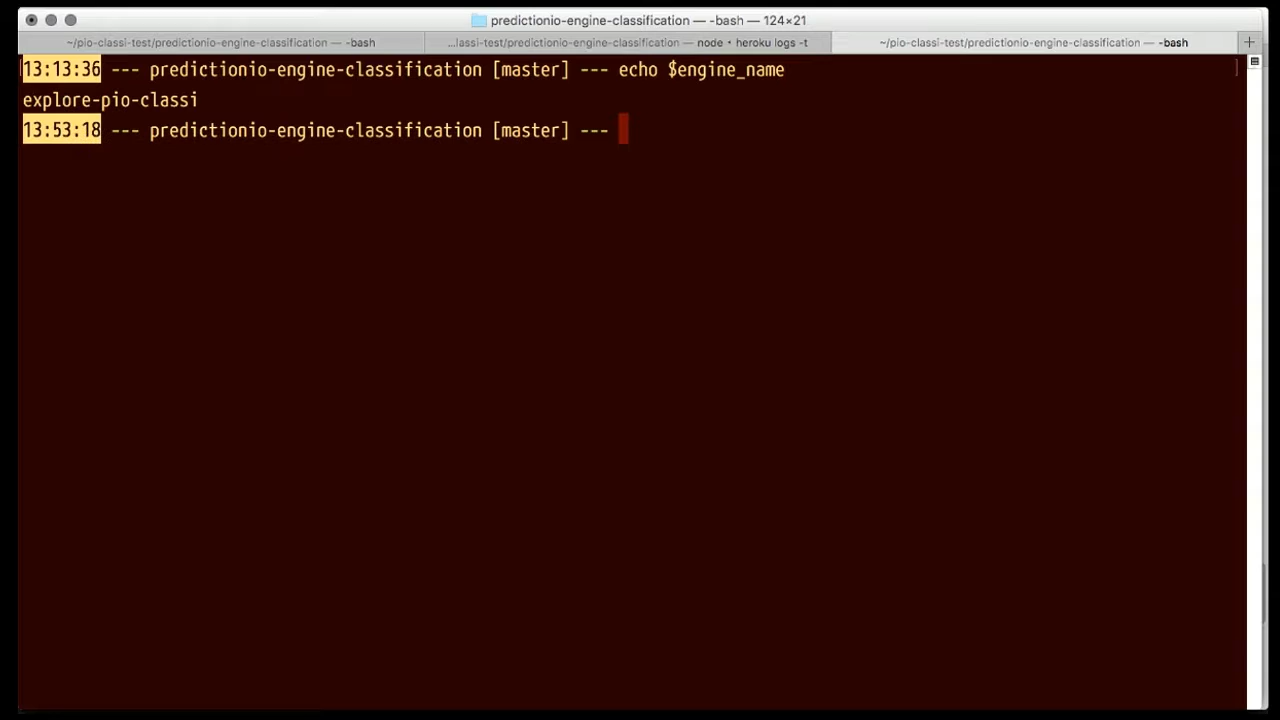 predictionio-engine-classification — -bash — 124×21
~/pio-classi-test/predictionio-engine-classification — -bash
...lassi-test/predictionio-engine-classification — node • heroku logs -t
~/pio-classi-test/predictionio-engine-classification — -bash
13:13:36 --- predictionio-engine-classification [master] --- echo $engine_name
explore-pio-classi
13:53:18 --- predictionio-engine-classification [master] ---